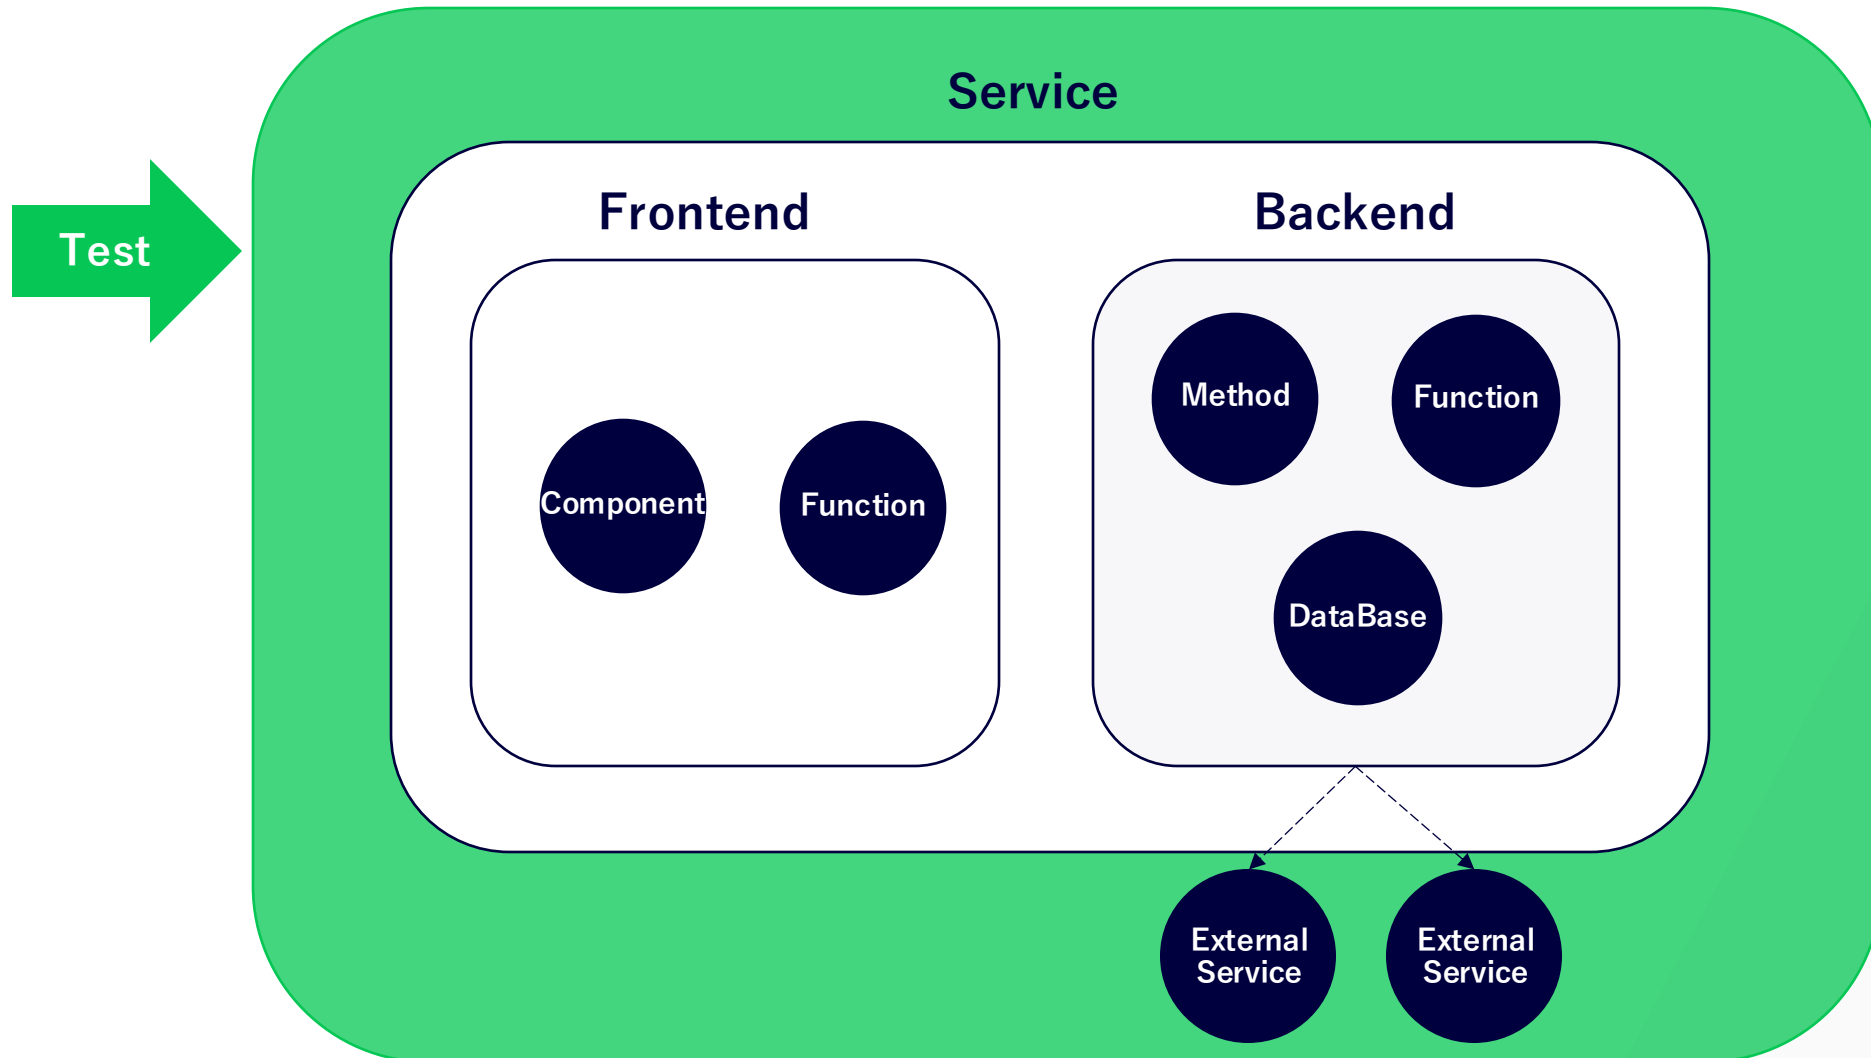 Service
Test
Frontend
Backend
Component
Function
Method
Function
DataBase
External
Service
External
Service